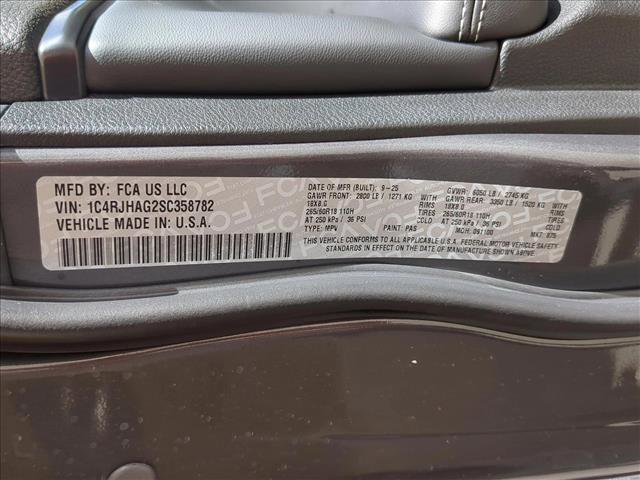 MFD BY: FCA US LLC
VIN: 1C4RJHAG2SC358782
VEHICLE MADE IN: U.S.A.
DATE OF MFR (BUILT): 9-25 GVWR: 6050 LB / 2745 KG
GAWR FRONT: 2800 LB / 1271 KG GAWR REAR: 3350 LB / 1520 KG
18X8.0 RIMS 18X8.0 RIMS
265/60R18 110H TIRES 265/60R18 110H TIRES
AT 250 kPa / 36 PSI COLD AT 250 kPa / 36 PSI COLD
TYPE: MPV PAINT: PAS MDH: 091100 MKT: 875
THIS VEHICLE CONFORMS TO ALL APPLICABLE U.S.A. FEDERAL MOTOR VEHICLE SAFETY
STANDARDS IN EFFECT ON THE DATE OF MANUFACTURE SHOWN ABOVE.